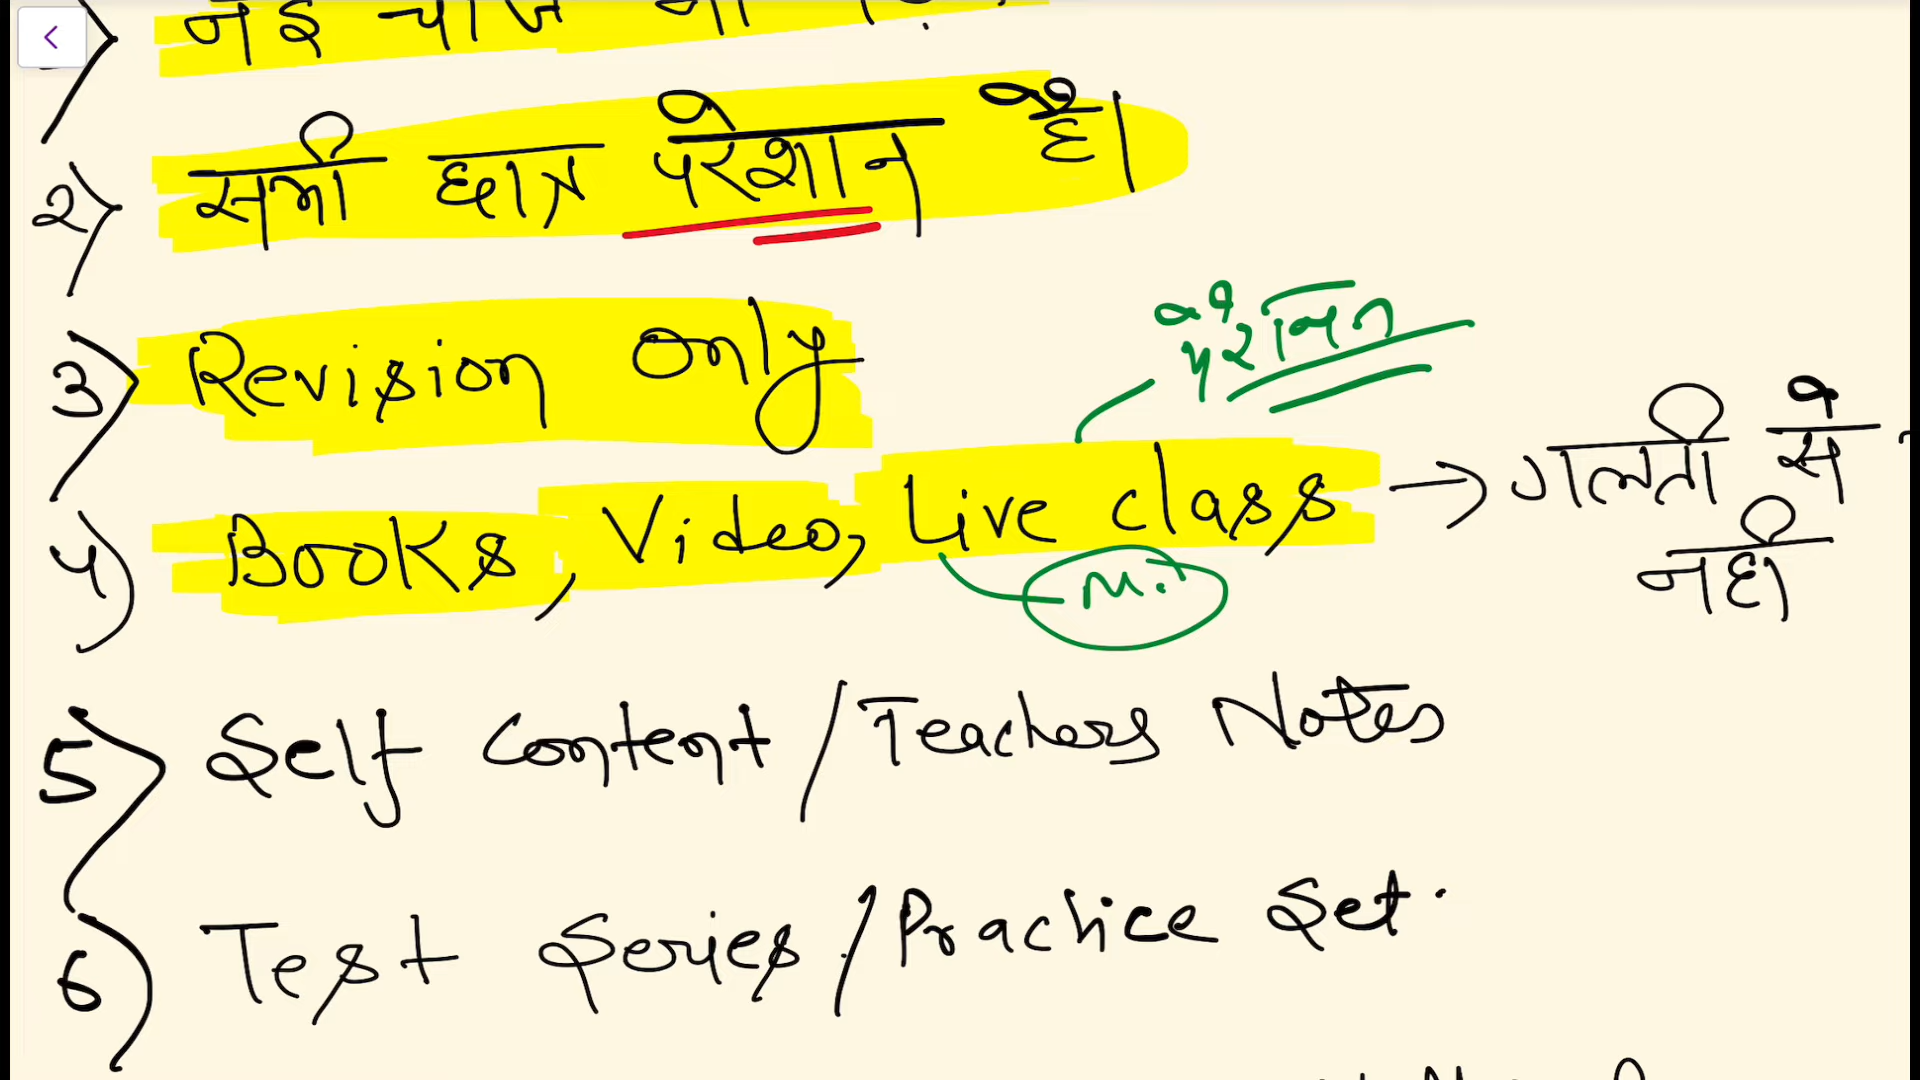 नई चीज
2) सभी छात्र परेशान है।
3) Revision Only
4) Books, Video, Live class → गलती से
नहीं
5) Self Content / Teachers Notes
6) Test Series / Practice Set.